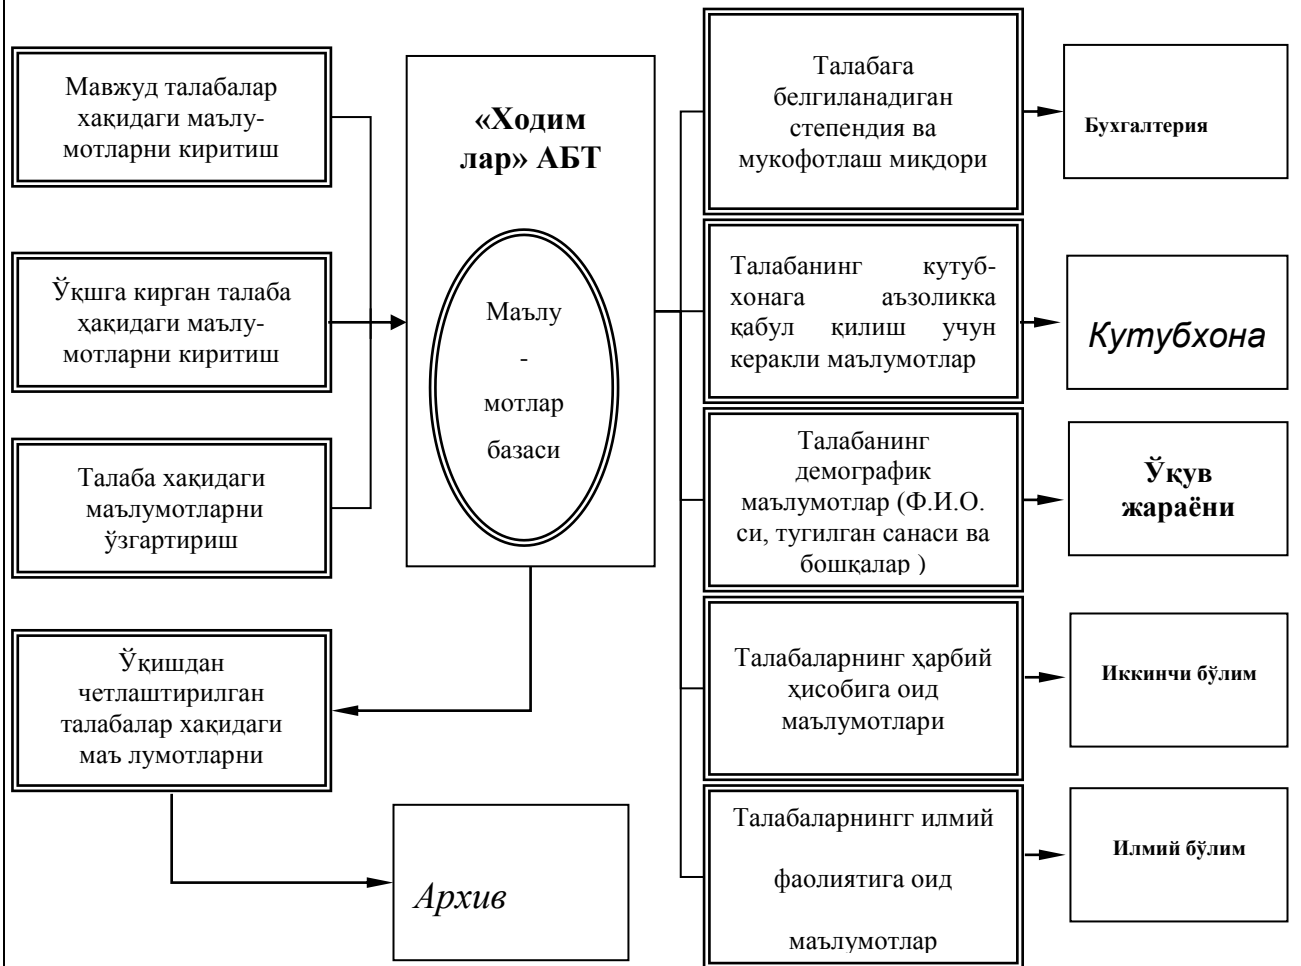 Мавжуд талабалар
хақидаги маълу-
мотларни киритиш
Ўқшга кирган талаба
ҳақидаги маълу-
мотларни киритиш
Талаба хақидаги
маълумотларни
ўзгартириш
Ўқишдан
четлаштирилган
талабалар хақидаги
маъ лумотларни
«Ходим
лар» АБТ
Маълу
-
мотлар
базаси
Архив
Талабага
белгиланадиган
степендия ва
мукофотлаш миқдори
Талабанинг кутуб-
хонага аъзоликка
қабул қилиш учун
керакли маълумотлар
Талабанинг
демографик
маълумотлар (Ф.И.О.
си, тугилган санаси ва
бошқалар )
Талабаларнинг ҳарбий
ҳисобига оид
маълумотлари
Талабаларнингг илмий
фаолиятига оид
маълумотлар
Бухгалтерия
Кутубхона
Ўқув
жараёни
Иккинчи бўлим
Илмий бўлим